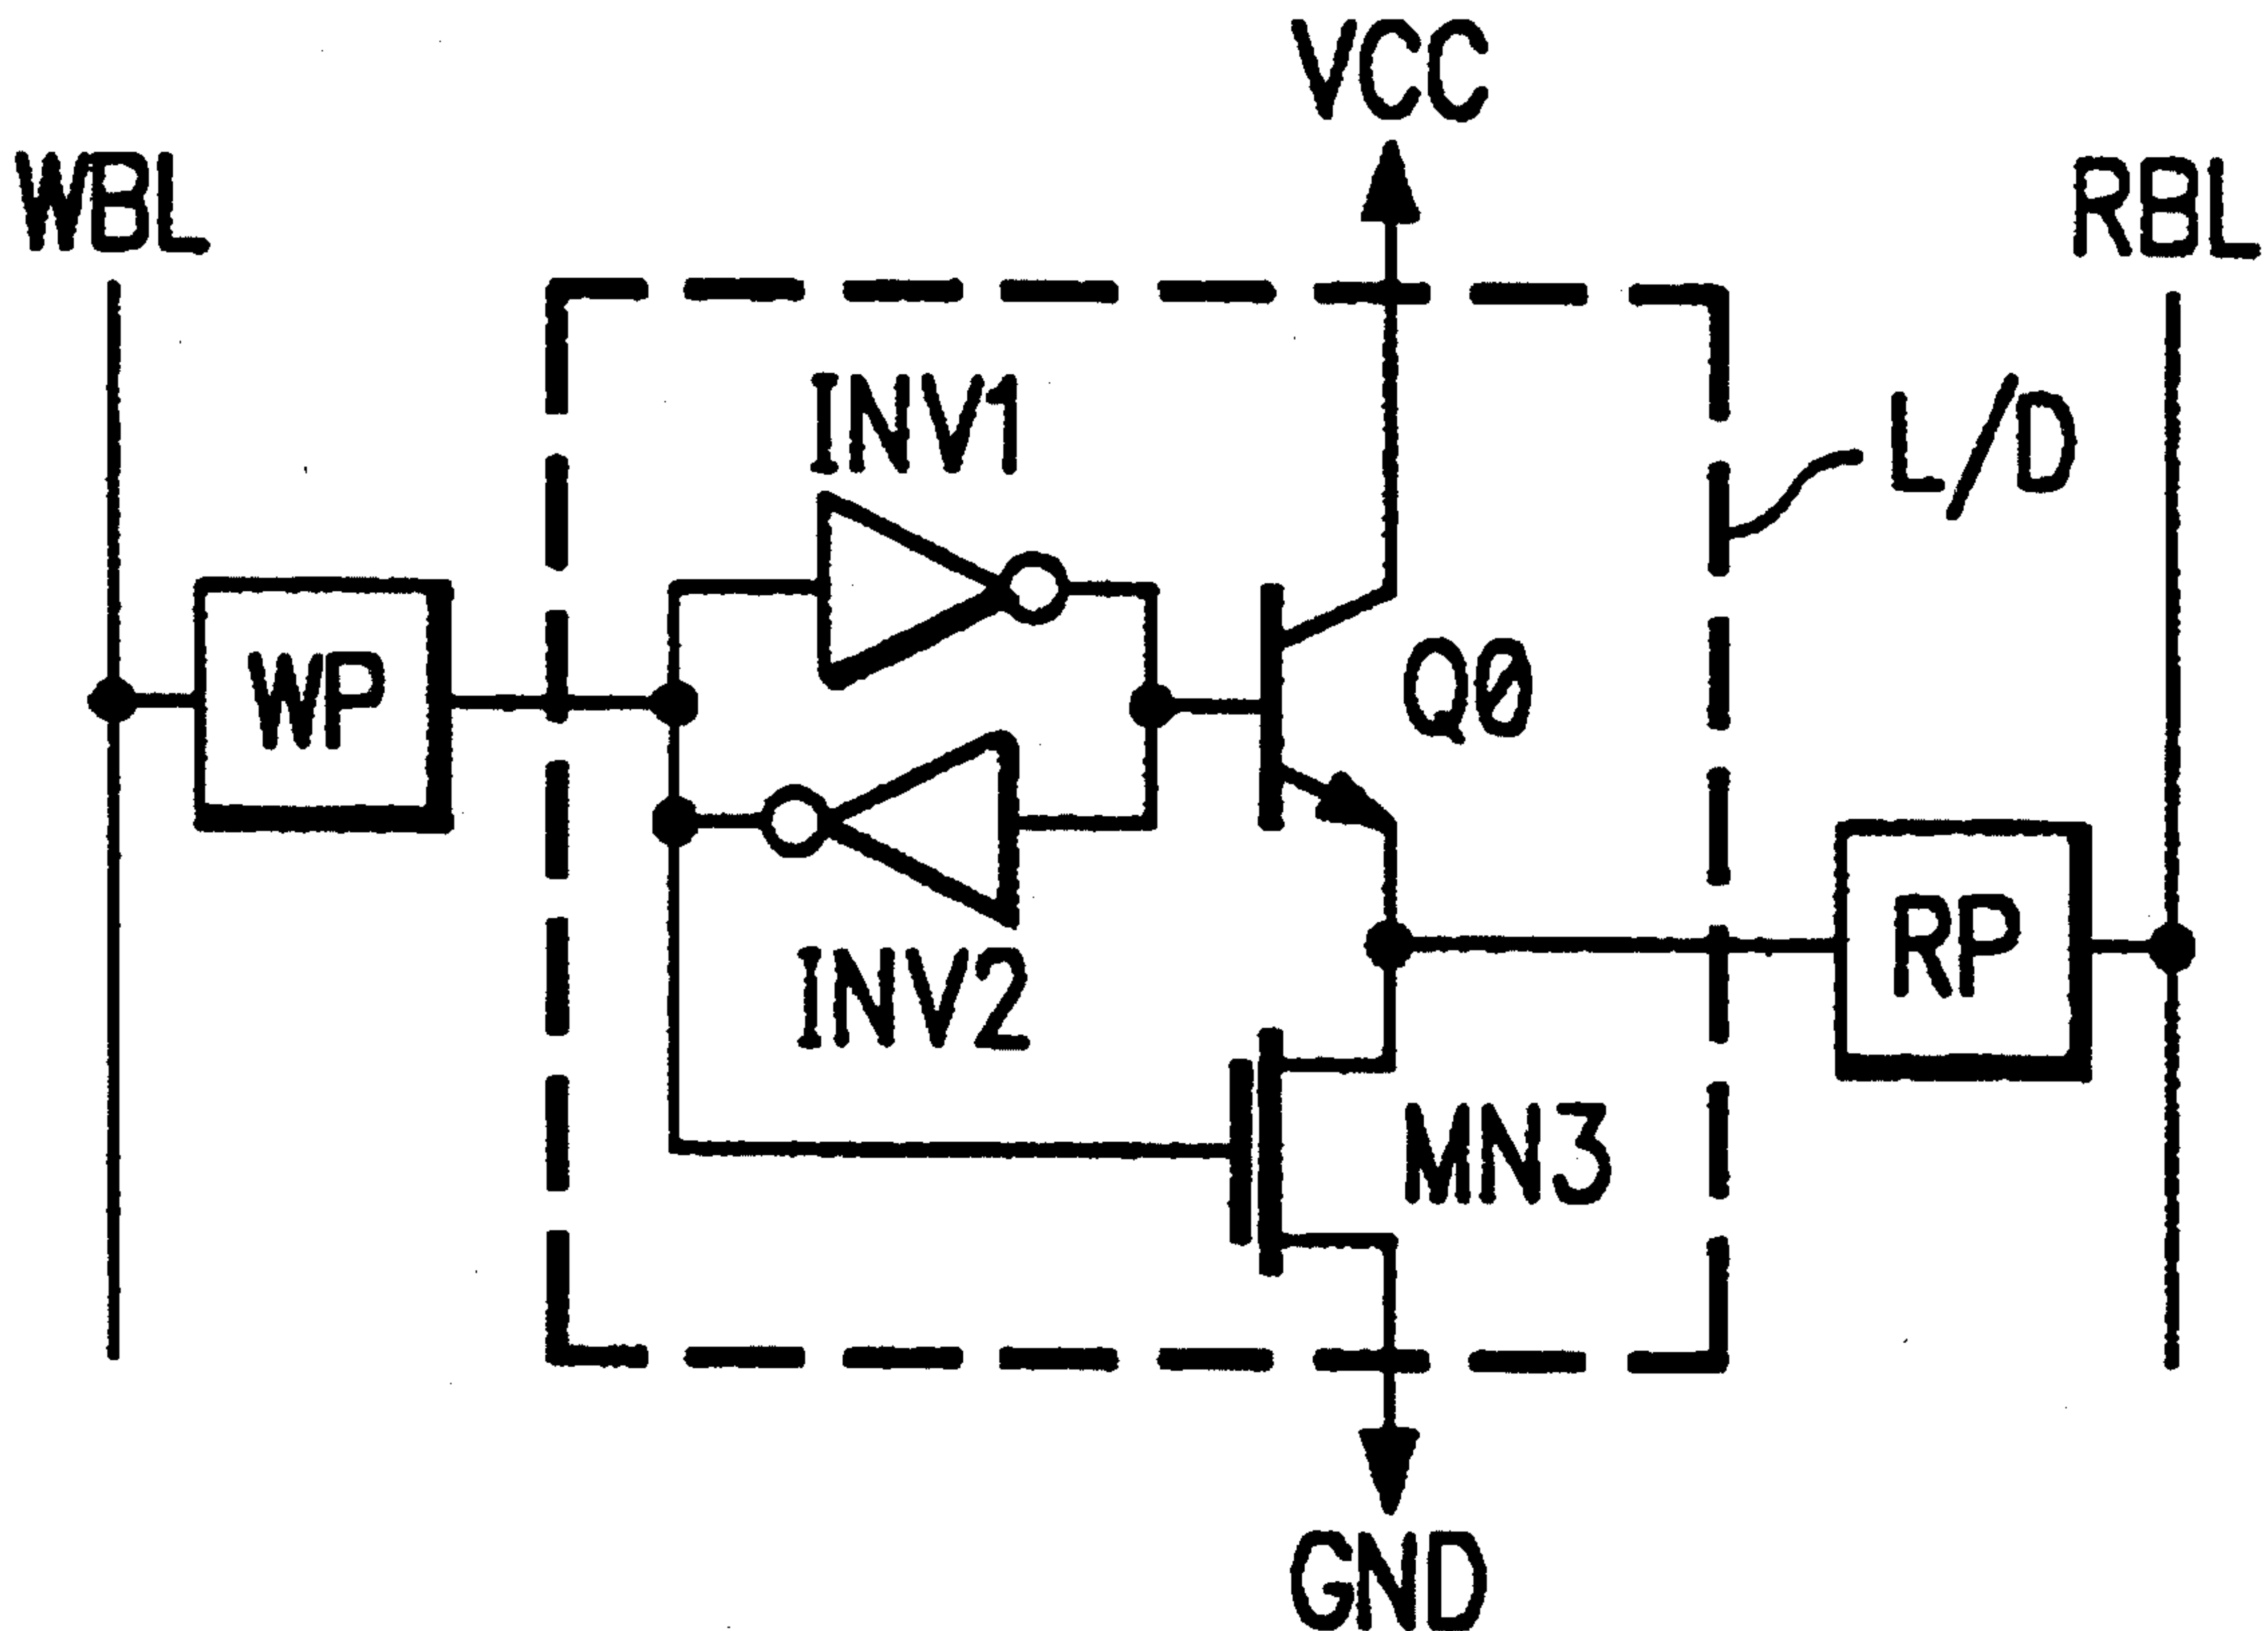 VCC
WBL
RBL
INV1
L/D
WP
Q0
INV2
RP
MN3
GND